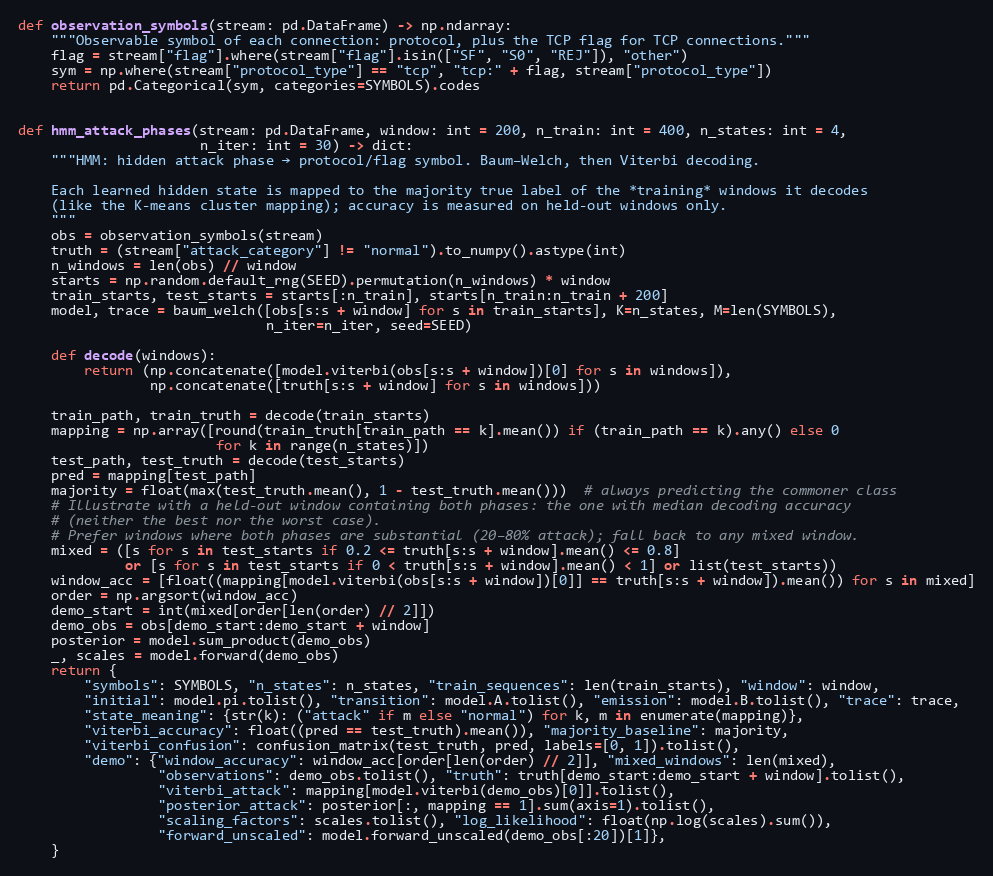 def observation_symbols(stream: pd.DataFrame) -> np.ndarray:
    """Observable symbol of each connection: protocol, plus the TCP flag for TCP connections."""
    flag = stream["flag"].where(stream["flag"].isin(["SF", "S0", "REJ"]), "other")
    sym = np.where(stream["protocol_type"] == "tcp", "tcp:" + flag, stream["protocol_type"])
    return pd.Categorical(sym, categories=SYMBOLS).codes


def hmm_attack_phases(stream: pd.DataFrame, window: int = 200, n_train: int = 400, n_states: int = 4,
                      n_iter: int = 30) -> dict:
    """HMM: hidden attack phase → protocol/flag symbol. Baum–Welch, then Viterbi decoding.

    Each learned hidden state is mapped to the majority true label of the *training* windows it decodes
    (like the K-means cluster mapping); accuracy is measured on held-out windows only.
    """
    obs = observation_symbols(stream)
    truth = (stream["attack_category"] != "normal").to_numpy().astype(int)
    n_windows = len(obs) // window
    starts = np.random.default_rng(SEED).permutation(n_windows) * window
    train_starts, test_starts = starts[:n_train], starts[n_train:n_train + 200]
    model, trace = baum_welch([obs[s:s + window] for s in train_starts], K=n_states, M=len(SYMBOLS),
                              n_iter=n_iter, seed=SEED)

    def decode(windows):
        return (np.concatenate([model.viterbi(obs[s:s + window])[0] for s in windows]),
                np.concatenate([truth[s:s + window] for s in windows]))

    train_path, train_truth = decode(train_starts)
    mapping = np.array([round(train_truth[train_path == k].mean()) if (train_path == k).any() else 0
                        for k in range(n_states)])
    test_path, test_truth = decode(test_starts)
    pred = mapping[test_path]
    majority = float(max(test_truth.mean(), 1 - test_truth.mean()))  # always predicting the commoner class
    # Illustrate with a held-out window containing both phases: the one with median decoding accuracy
    # (neither the best nor the worst case).
    # Prefer windows where both phases are substantial (20–80% attack); fall back to any mixed window.
    mixed = ([s for s in test_starts if 0.2 <= truth[s:s + window].mean() <= 0.8]
             or [s for s in test_starts if 0 < truth[s:s + window].mean() < 1] or list(test_starts))
    window_acc = [float((mapping[model.viterbi(obs[s:s + window])[0]] == truth[s:s + window]).mean()) for s in mixed]
    order = np.argsort(window_acc)
    demo_start = int(mixed[order[len(order) // 2]])
    demo_obs = obs[demo_start:demo_start + window]
    posterior = model.sum_product(demo_obs)
    _, scales = model.forward(demo_obs)
    return {
        "symbols": SYMBOLS, "n_states": n_states, "train_sequences": len(train_starts), "window": window,
        "initial": model.pi.tolist(), "transition": model.A.tolist(), "emission": model.B.tolist(), "trace": trace,
        "state_meaning": {str(k): ("attack" if m else "normal") for k, m in enumerate(mapping)},
        "viterbi_accuracy": float((pred == test_truth).mean()), "majority_baseline": majority,
        "viterbi_confusion": confusion_matrix(test_truth, pred, labels=[0, 1]).tolist(),
        "demo": {"window_accuracy": window_acc[order[len(order) // 2]], "mixed_windows": len(mixed),
                 "observations": demo_obs.tolist(), "truth": truth[demo_start:demo_start + window].tolist(),
                 "viterbi_attack": mapping[model.viterbi(demo_obs)[0]].tolist(),
                 "posterior_attack": posterior[:, mapping == 1].sum(axis=1).tolist(),
                 "scaling_factors": scales.tolist(), "log_likelihood": float(np.log(scales).sum()),
                 "forward_unscaled": model.forward_unscaled(demo_obs[:20])[1]},
    }